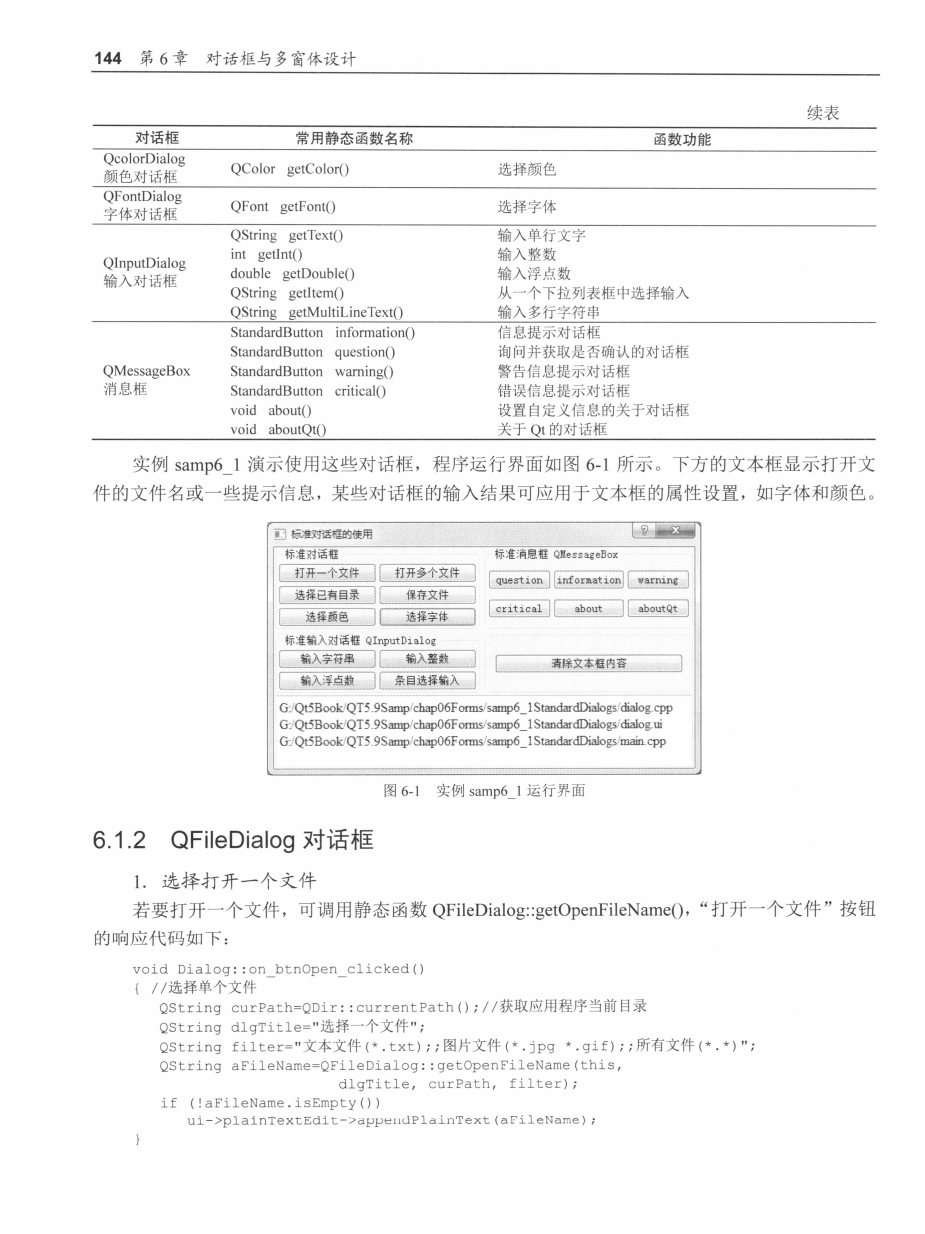 144 第 6 章 对话框与多窗体设计
续表
对话框 常用静态函数名称 函数功能
QcolorDialog
颜色对话框
QColor getColor() 选择颜色
QFontDialog
字体对话框
QFont getFont() 选择字体
QInputDialog
输入对话框
QString getText() 输入单行文字
int getInt() 输入整数
double getDouble() 输入浮点数
QString getItem() 从一个下拉列表框中选择输入
QString getMultiLineText() 输入多行字符串
QMessageBox
消息框
StandardButton information() 信息提示对话框
StandardButton question() 询问并获取是否确认的对话框
StandardButton warning() 警告信息提示对话框
StandardButton critical() 错误信息提示对话框
void about() 设置自定义信息的关于对话框
void aboutQt() 关于 Qt 的对话框
实例 samp6_1 演示使用这些对话框，程序运行界面如图 6-1 所示。下方的文本框显示打开文
件的文件名或一些提示信息，某些对话框的输入结果可应用于文本框的属性设置，如字体和颜色。
标准对话框的使用
标准对话框 标准消息框 QMessageBox
打开一个文件 打开多个文件 question information warning
选择已有目录 保存文件
critical about aboutQt
选择颜色 选择字体
标准输入对话框 QInputDialog
输入字符串 输入整数 清除文本框内容
输入浮点数 条目选择输入
G:/Qt5Book/QT5.9Samp/chap06Forms/samp6_1StandardDialogs/dialog.cpp
G:/Qt5Book/QT5.9Samp/chap06Forms/samp6_1StandardDialogs/dialog.ui
G:/Qt5Book/QT5.9Samp/chap06Forms/samp6_1StandardDialogs/main.cpp
图 6-1 实例 samp6_1 运行界面
6.1.2 QFileDialog 对话框
1．选择打开一个文件
若要打开一个文件，可调用静态函数 QFileDialog::getOpenFileName()，“打开一个文件”按钮
的响应代码如下：
void Dialog::on_btnOpen_clicked()
{ //选择单个文件
QString curPath=QDir::currentPath();//获取应用程序当前目录
QString dlgTitle="选择一个文件";
QString filter="文本文件(*.txt);;图片文件(*.jpg *.gif);;所有文件(*.*)";
QString aFileName=QFileDialog::getOpenFileName(this,
dlgTitle, curPath, filter);
if (!aFileName.isEmpty())
ui->plainTextEdit->appendPlainText(aFileName);
}